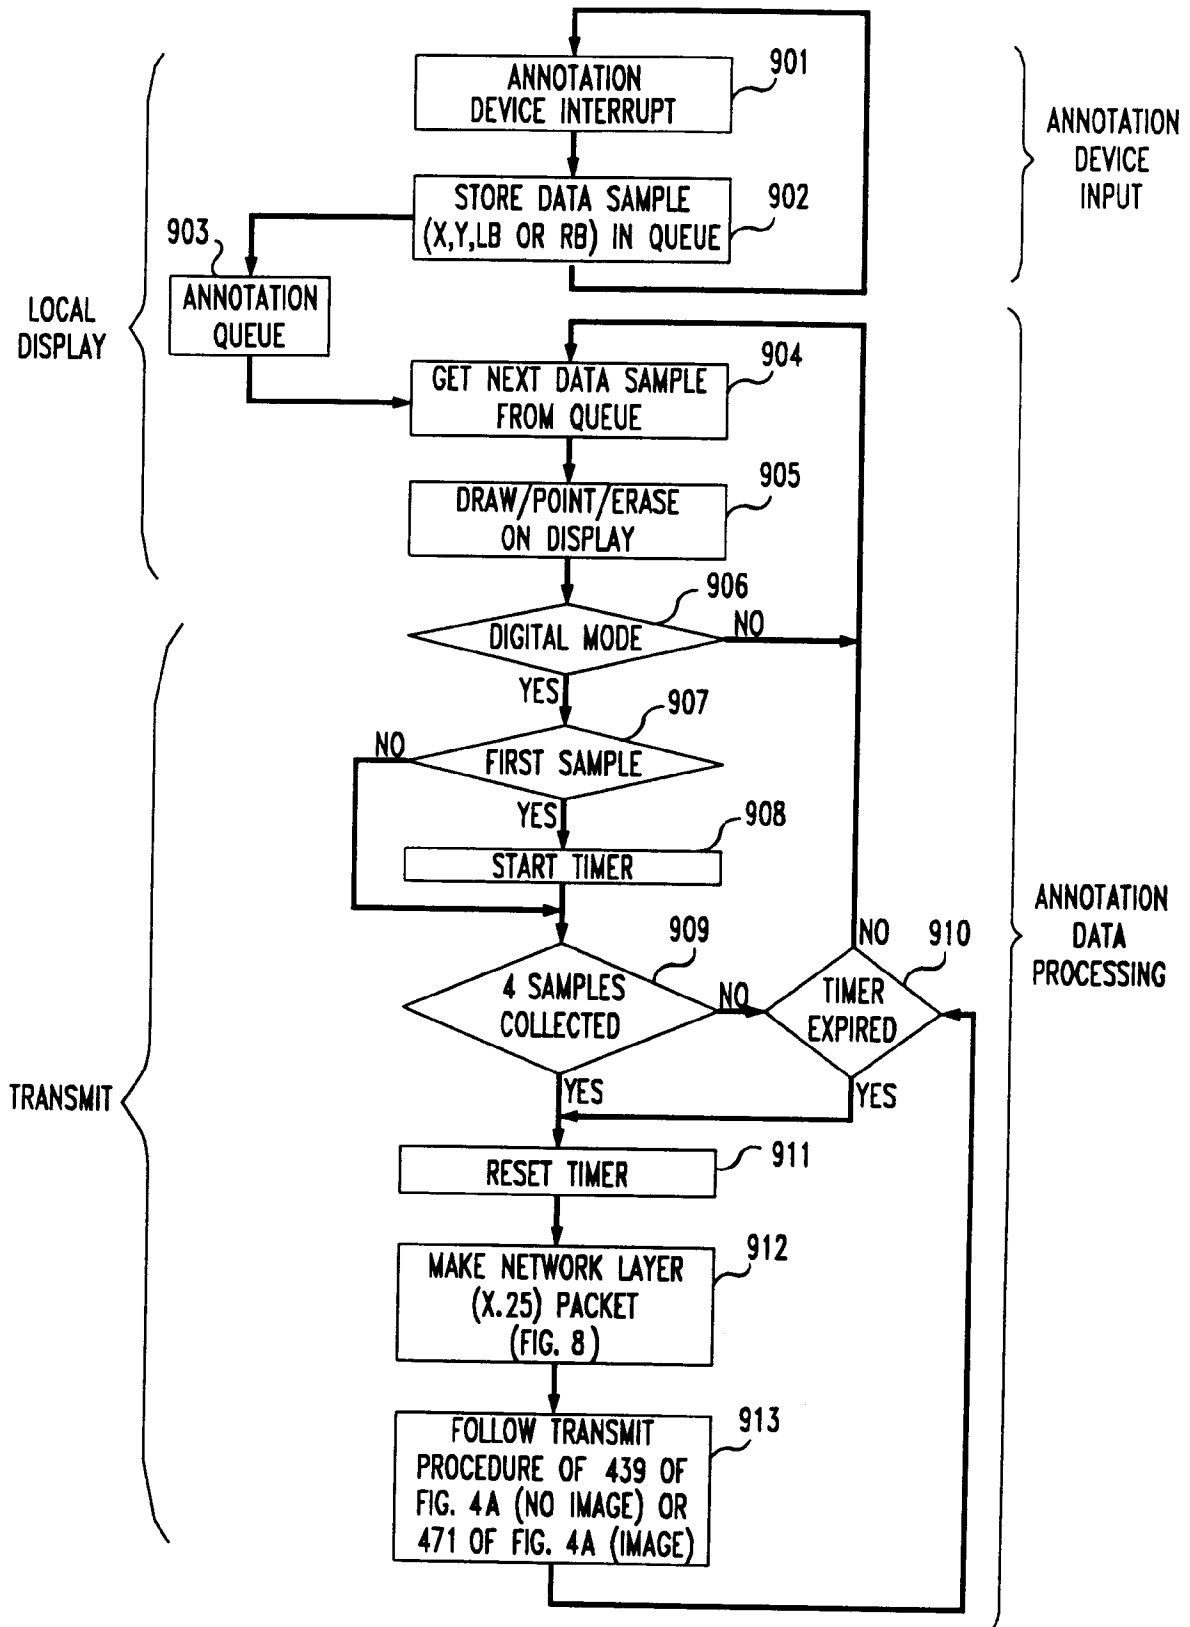 901
ANNOTATION
DEVICE INTERRUPT
ANNOTATION
DEVICE
INPUT
902
STORE DATA SAMPLE
(X,Y,LB OR RB) IN QUEUE
903
ANNOTATION
QUEUE
LOCAL
DISPLAY
904
GET NEXT DATA SAMPLE
FROM QUEUE
905
DRAW/POINT/ERASE
ON DISPLAY
906
DIGITAL MODE
NO
YES
907
NO
FIRST SAMPLE
YES
908
START TIMER
909
4 SAMPLES
COLLECTED
NO
NO
910
TIMER
EXPIRED
ANNOTATION
DATA
PROCESSING
YES
YES
TRANSMIT
911
RESET TIMER
912
MAKE NETWORK LAYER
(X.25) PACKET
(FIG. 8)
913
FOLLOW TRANSMIT
PROCEDURE OF 439 OF
FIG. 4A (NO IMAGE) OR
471 OF FIG. 4A (IMAGE)